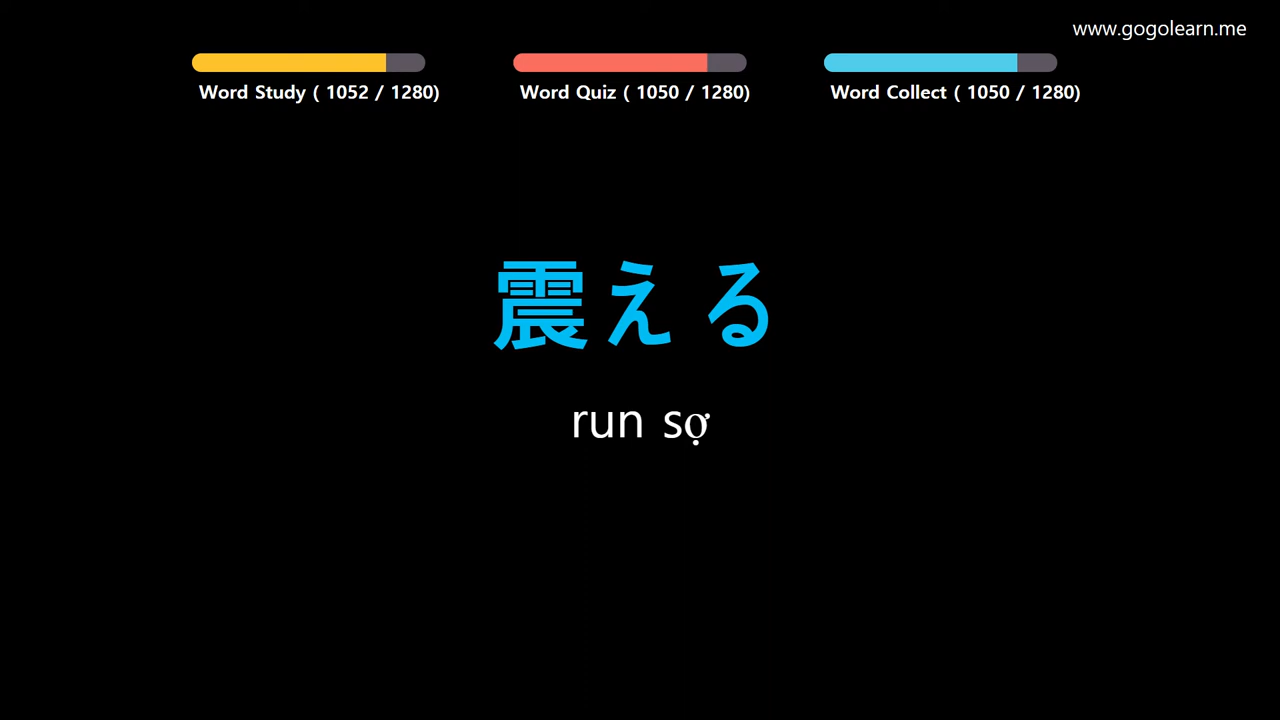 www.gogolearn.me
Word Study ( 1052 / 1280)
Word Quiz ( 1050 / 1280)
Word Collect ( 1050 / 1280)
震える
run sợ